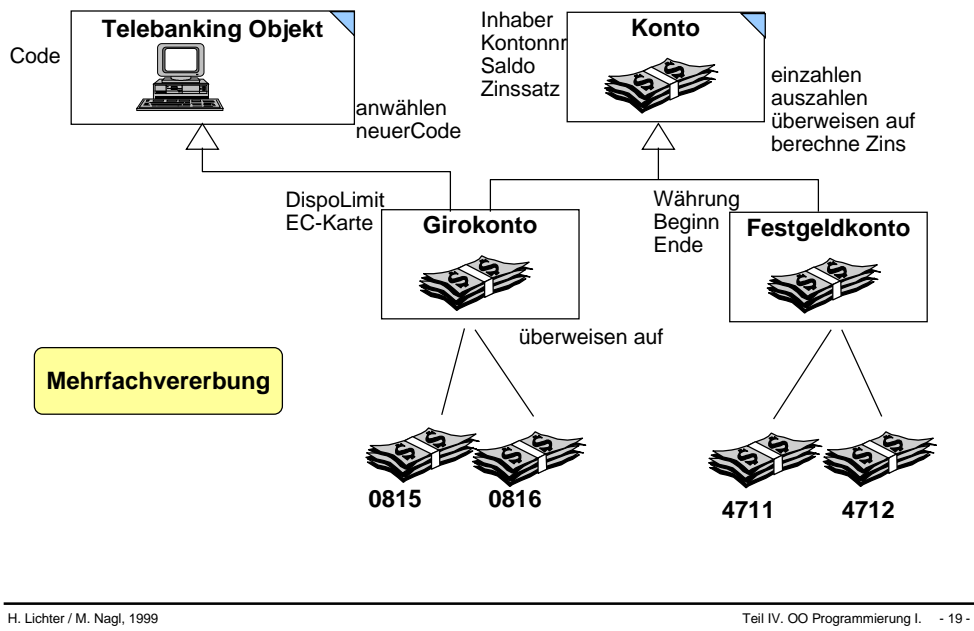 Telebanking Objekt
Code
anwählen
neuerCode
Inhaber
Kontonnr
Saldo
Zinssatz
Konto
einzahlen
auszahlen
überweisen auf
berechne Zins
DispoLimit
EC-Karte
Girokonto
überweisen auf
Währung
Beginn
Ende
Festgeldkonto
Mehrfachvererbung
0815
0816
4711
4712
H. Lichter / M. Nagl, 1999
Teil IV. OO Programmierung I. - 19 -